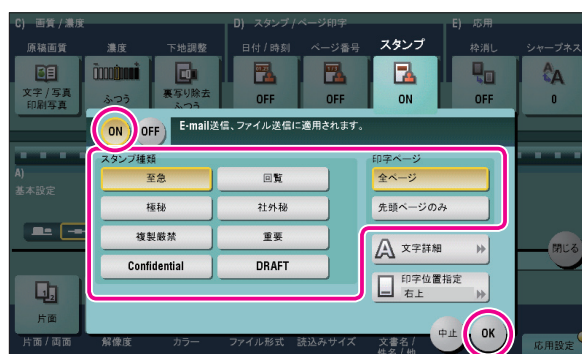 C) 画質 / 濃度
D) スタンプ / ページ印字
E) 応用
原稿画質
濃度
下地調整
日付 / 時刻
ページ番号
スタンプ
枠消し
シャープネス
文字 / 写真
印刷写真
ふつう
裏写り除去
ふつう
OFF
OFF
ON
OFF
0
ON
OFF
E-mail送信、ファイル送信に適用されます。
A)
基本設定
スタンプ種類
印字ページ
至急
回覧
全ページ
極秘
社外秘
先頭ページのみ
複製厳禁
重要
文字詳細
閉じる
Confidential
DRAFT
印字位置指定
右上
片面
中止
OK
片面 / 両面
解像度
カラー
ファイル形式
読込みサイズ
文書名 /
件名 / 他
応用設定